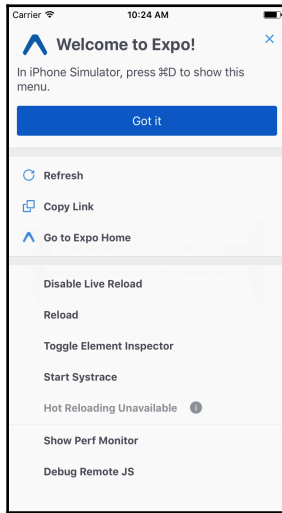 Carrier 10:24 AM
Welcome to Expo!
In iPhone Simulator, press ⌘D to show this
menu.
Got it
Refresh
Copy Link
Go to Expo Home
Disable Live Reload
Reload
Toggle Element Inspector
Start Systrace
Hot Reloading Unavailable
Show Perf Monitor
Debug Remote JS